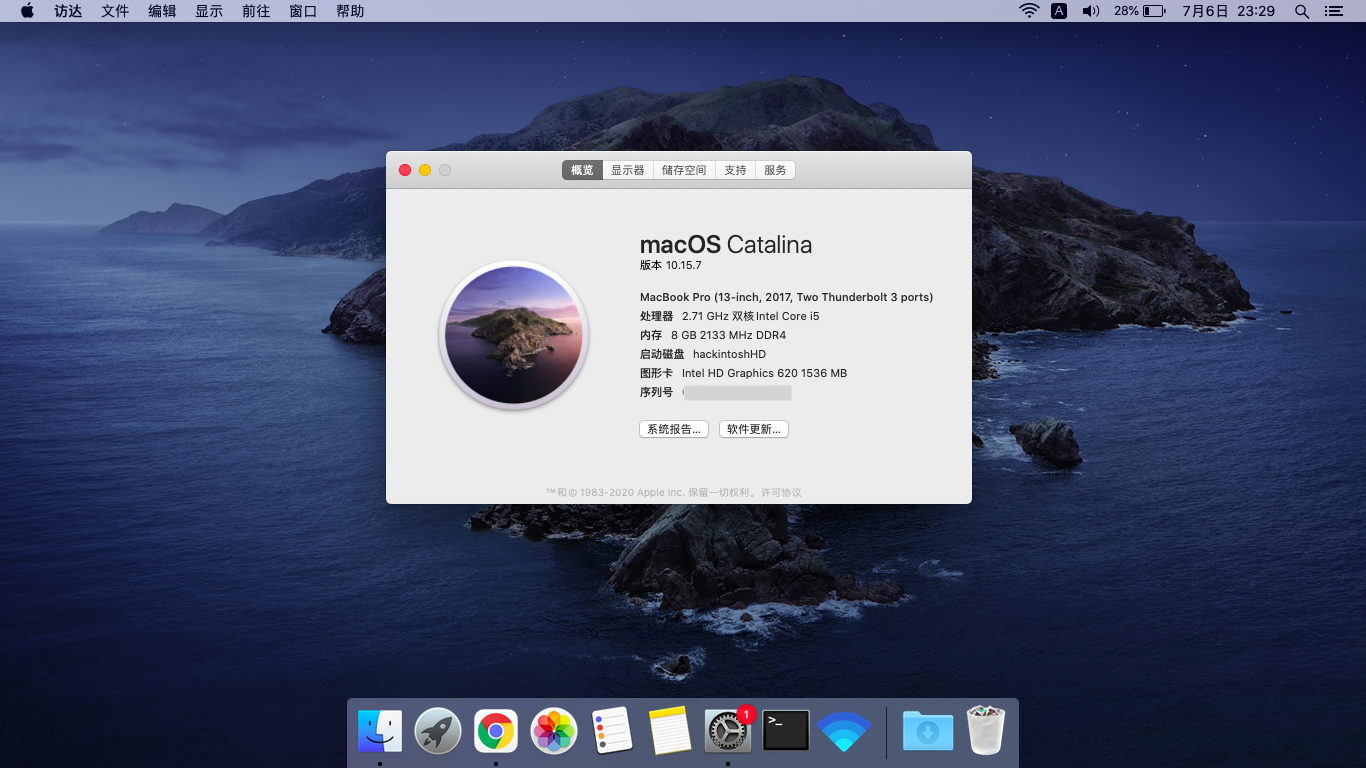 访达 文件 编辑 显示 前往 窗口 帮助 A 28% 7月6日 23:29
概览 显示器 储存空间 支持 服务
macOS Catalina
版本 10.15.7
MacBook Pro (13-inch, 2017, Two Thunderbolt 3 ports)
处理器 2.71 GHz 双核Intel Core i5
内存 8 GB 2133 MHz DDR4
启动磁盘 hackintoshHD
图形卡 Intel HD Graphics 620 1536 MB
序列号
系统报告... 软件更新...
™和© 1983-2020 Apple Inc. 保留一切权利。许可协议
1
>_